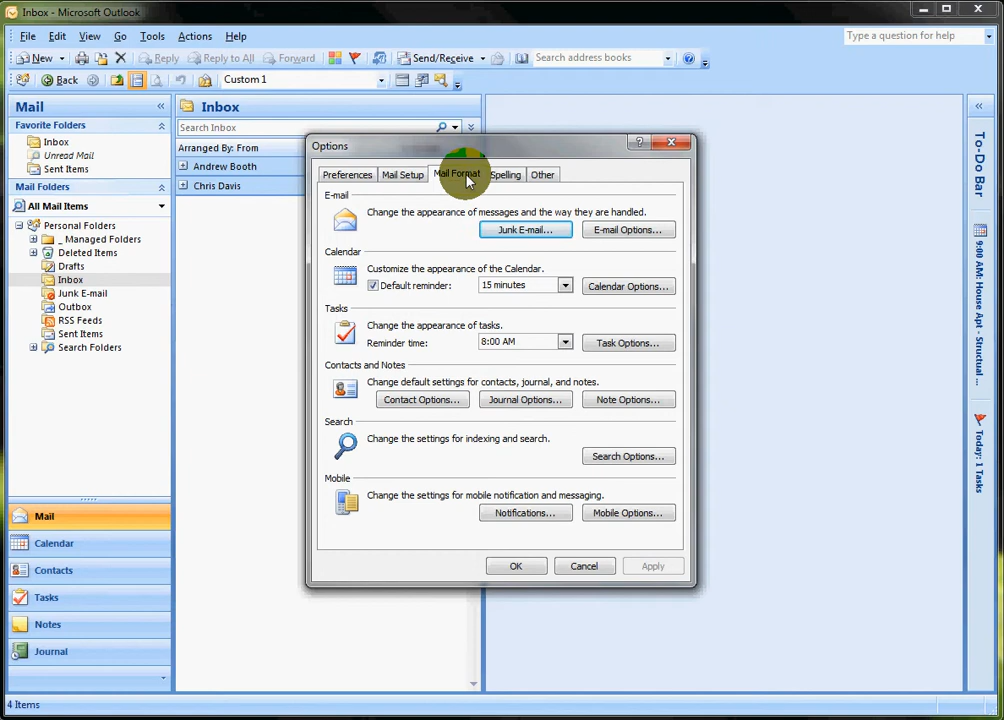 Inbox - Microsoft Outlook
File Edit View Go Tools Actions Help
Type a question for help
New Reply Reply to All Forward Send/Receive Search address books
Back Custom 1
Mail
Favorite Folders
Inbox
Unread Mail
Sent Items
Mail Folders
All Mail Items
Personal Folders
_ Managed Folders
Deleted Items
Drafts
Inbox
Junk E-mail
Outbox
RSS Feeds
Sent Items
Search Folders
Mail
Calendar
Contacts
Tasks
Notes
Journal
4 Items
Inbox
Search Inbox
Arranged By: From
Andrew Booth
Chris Davis
Options
Preferences Mail Setup Mail Format Spelling Other
E-mail
Change the appearance of messages and the way they are handled.
Junk E-mail... E-mail Options...
Calendar
Customize the appearance of the Calendar.
Default reminder: 15 minutes Calendar Options...
Tasks
Change the appearance of tasks.
Reminder time: 8:00 AM Task Options...
Contacts and Notes
Change default settings for contacts, journal, and notes.
Contact Options... Journal Options... Note Options...
Search
Change the settings for indexing and search.
Search Options...
Mobile
Change the settings for mobile notification and messaging.
Notifications... Mobile Options...
OK Cancel Apply
To-Do Bar
9:00 AM: House Apt - Structual ...
Today: 1 Tasks